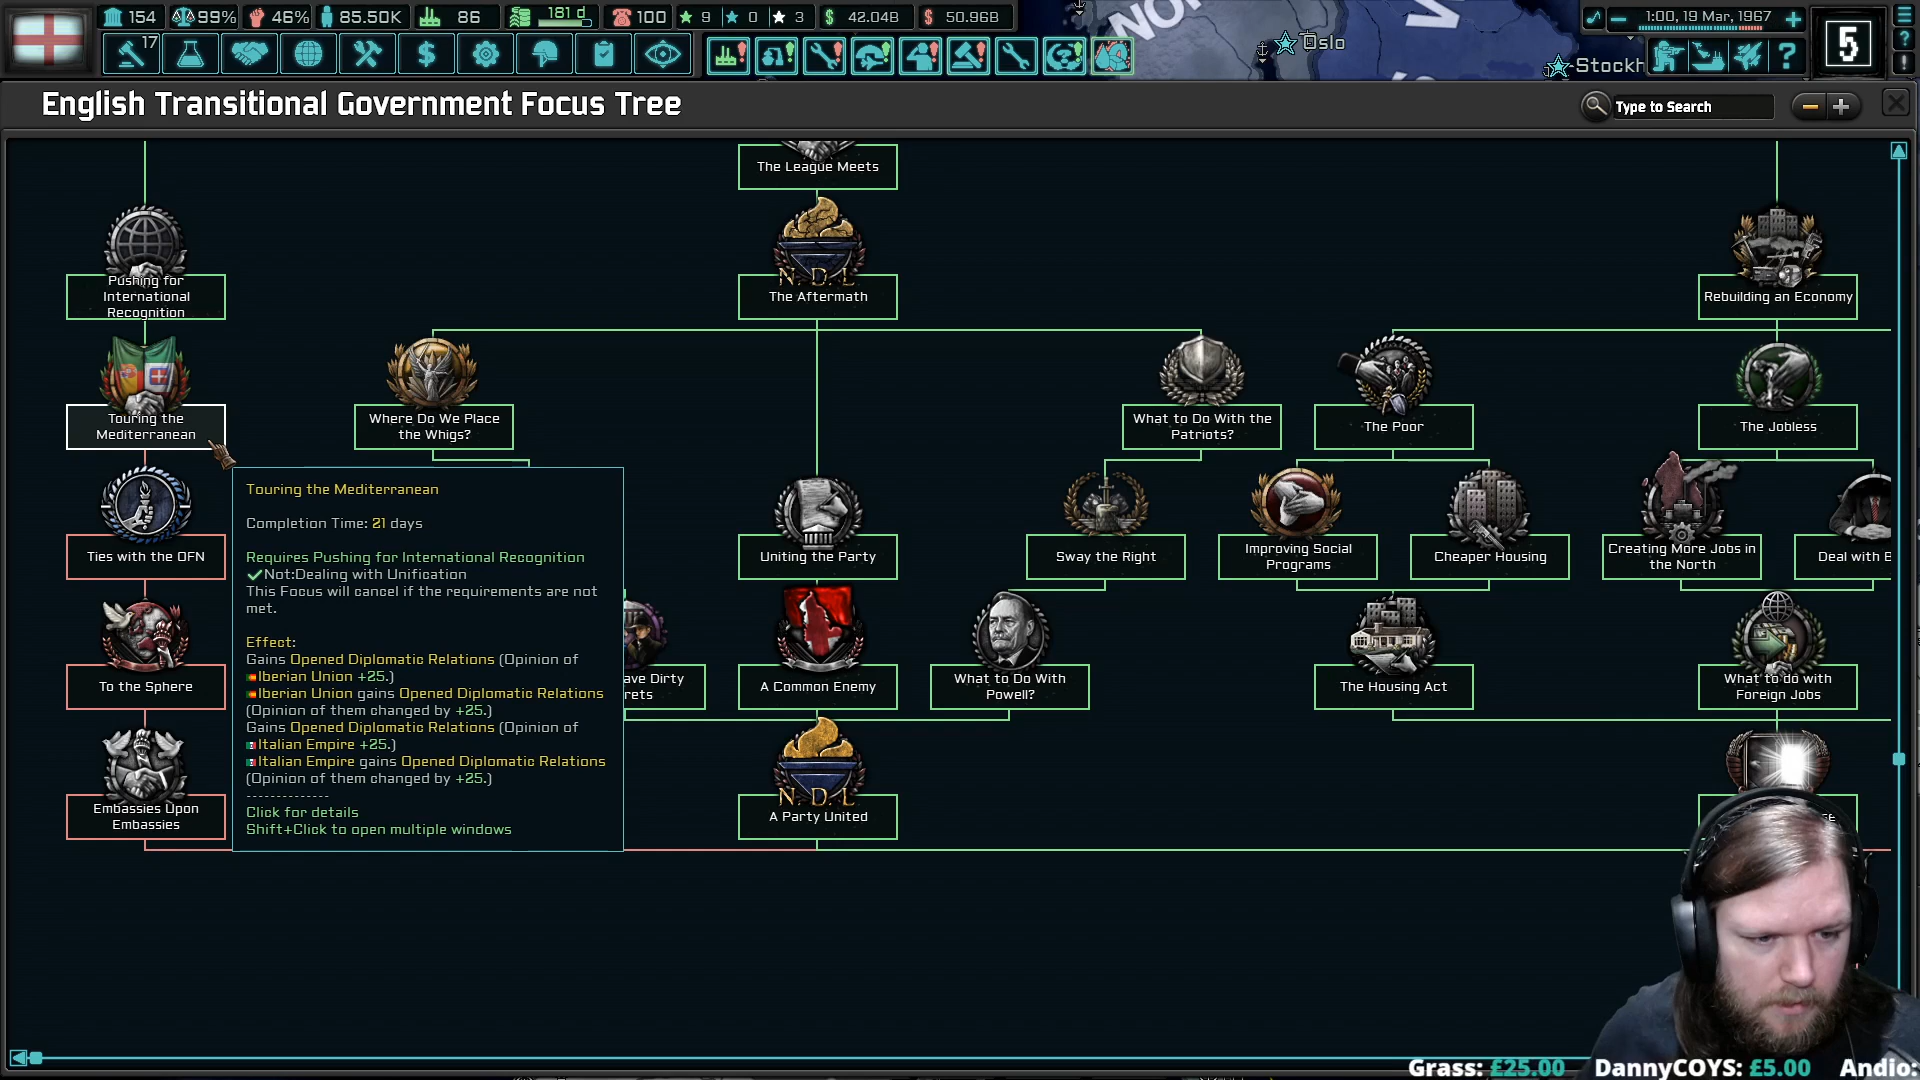 154
99%
46%
85.50K
86
181 d
100
9
0
3
42.04B
50.96B
17
NOR
Oslo
Stockh
1:00, 19 Mar, 1967
5
English Transitional Government Focus Tree
Type to Search
The League Meets
Pushing for
International
Recognition
N.D.L
The Aftermath
Rebuilding an Economy
Touring the
Mediterranean
Where Do We Place
the Whigs?
What to Do With the
Patriots?
The Poor
The Jobless
Ties with the OFN
Uniting the Party
Sway the Right
Improving Social
Programs
Cheaper Housing
Creating More Jobs in
the North
Deal with B
To the Sphere
ave Dirty
rets
A Common Enemy
What to Do With
Powell?
The Housing Act
What to do with
Foreign Jobs
Embassies Upon
Embassies
N.D.L
A Party United
Touring the Mediterranean
Completion Time: 21 days
Requires Pushing for International Recognition
Not:Dealing with Unification
This Focus will cancel if the requirements are not
met.
Effect:
Gains Opened Diplomatic Relations (Opinion of
Iberian Union +25.)
Iberian Union gains Opened Diplomatic Relations
(Opinion of them changed by +25.)
Gains Opened Diplomatic Relations (Opinion of
Italian Empire +25.)
Italian Empire gains Opened Diplomatic Relations
(Opinion of them changed by +25.)
--------------
Click for details
Shift+Click to open multiple windows
Grass: £25.00 DannyCOYS: £5.00 Andio: